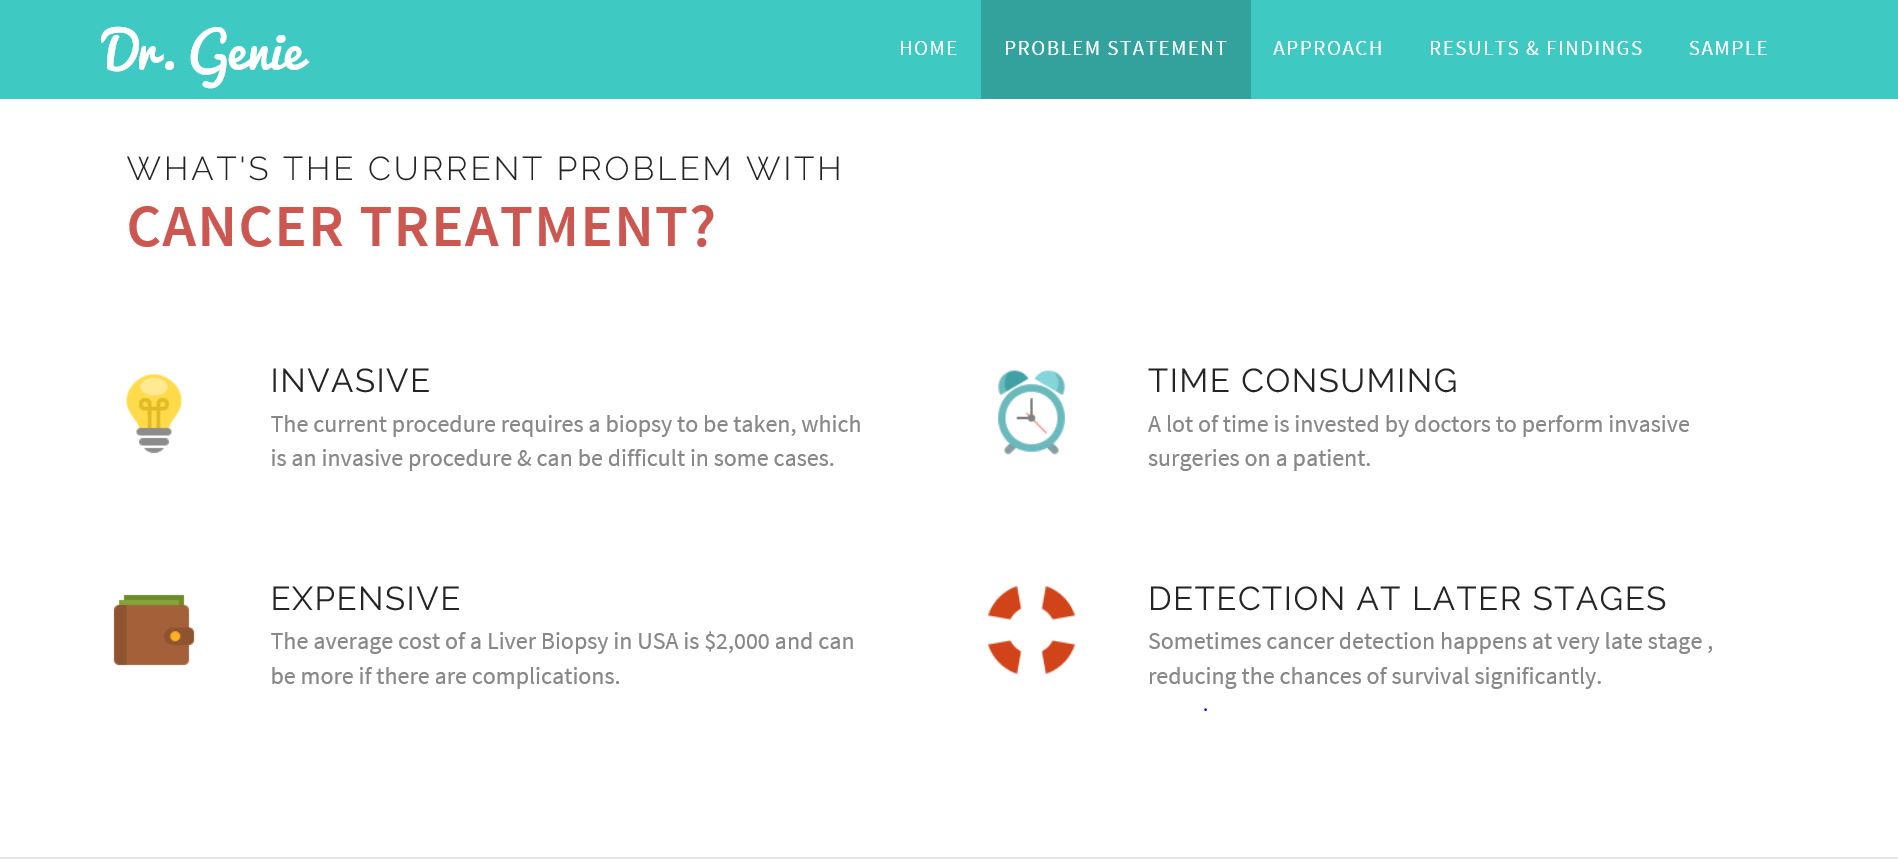 Dr. Genie
HOME PROBLEM STATEMENT APPROACH RESULTS & FINDINGS SAMPLE
WHAT'S THE CURRENT PROBLEM WITH
CANCER TREATMENT?
INVASIVE
The current procedure requires a biopsy to be taken, which
is an invasive procedure & can be difficult in some cases.
TIME CONSUMING
A lot of time is invested by doctors to perform invasive
surgeries on a patient.
EXPENSIVE
The average cost of a Liver Biopsy in USA is $2,000 and can
be more if there are complications.
DETECTION AT LATER STAGES
Sometimes cancer detection happens at very late stage ,
reducing the chances of survival significantly.